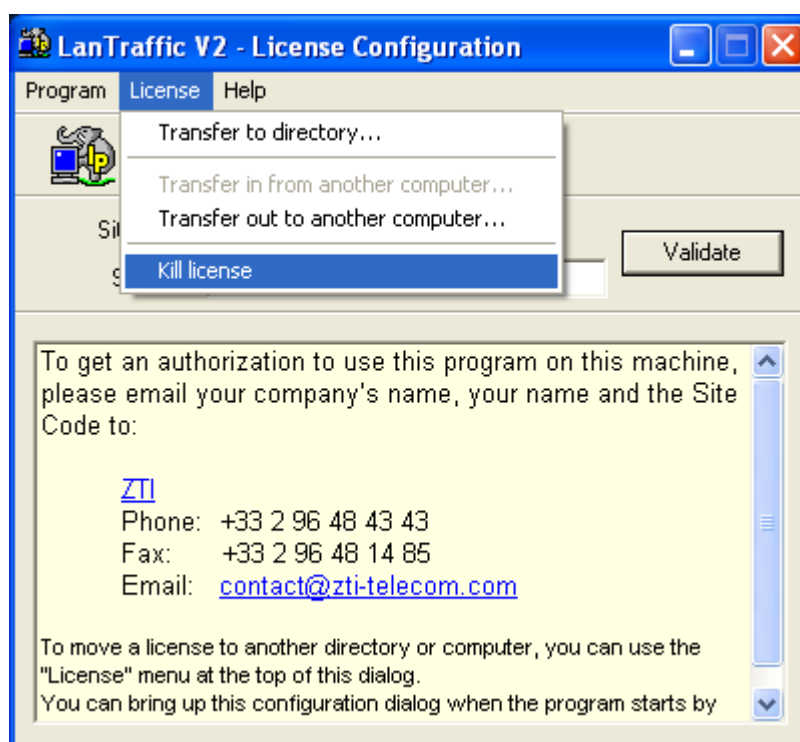 LanTraffic V2 - License Configuration
Program License Help
Transfer to directory...
Transfer in from another computer...
Transfer out to another computer...
Kill license
Validate
To get an authorization to use this program on this machine,
please email your company's name, your name and the Site
Code to:
ZTI
Phone: +33 2 96 48 43 43
Fax: +33 2 96 48 14 85
Email: contact@zti-telecom.com
To move a license to another directory or computer, you can use the
"License" menu at the top of this dialog.
You can bring up this configuration dialog when the program starts by